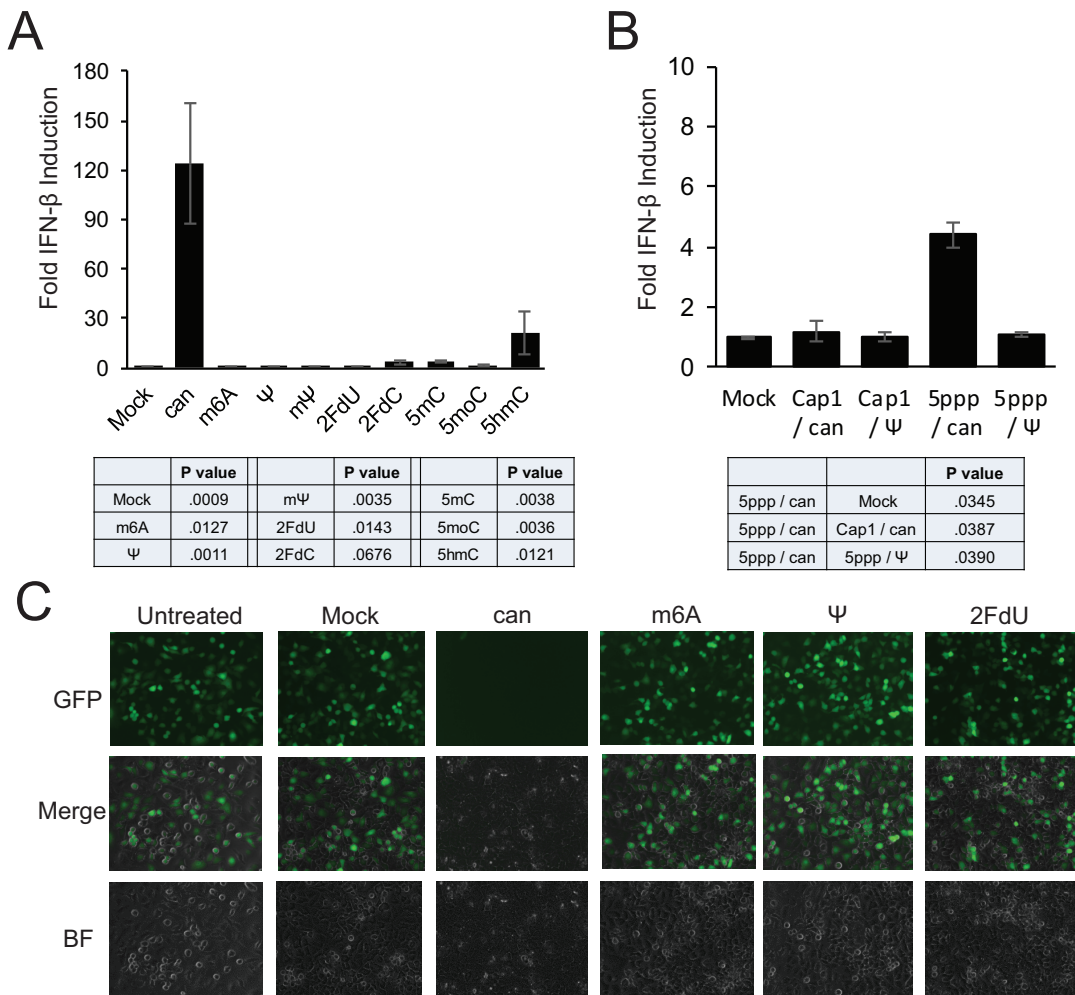 A
180
150
120
90
60
30
0
Fold IFN-β Induction
Mock can m6A Ψ mΨ 2FdU 2FdC 5mC 5moC 5hmC
P value P value P value
Mock .0009 mΨ .0035 5mC .0038
m6A .0127 2FdU .0143 5moC .0036
Ψ .0011 2FdC .0676 5hmC .0121
B
10
8
6
4
2
0
Fold IFN-β Induction
Mock Cap1 Cap1 5ppp 5ppp
/ can / Ψ / can / Ψ
P value
5ppp / can Mock .0345
5ppp / can Cap1 / can .0387
5ppp / can 5ppp / Ψ .0390
C
Untreated Mock can m6A Ψ 2FdU
GFP
Merge
BF